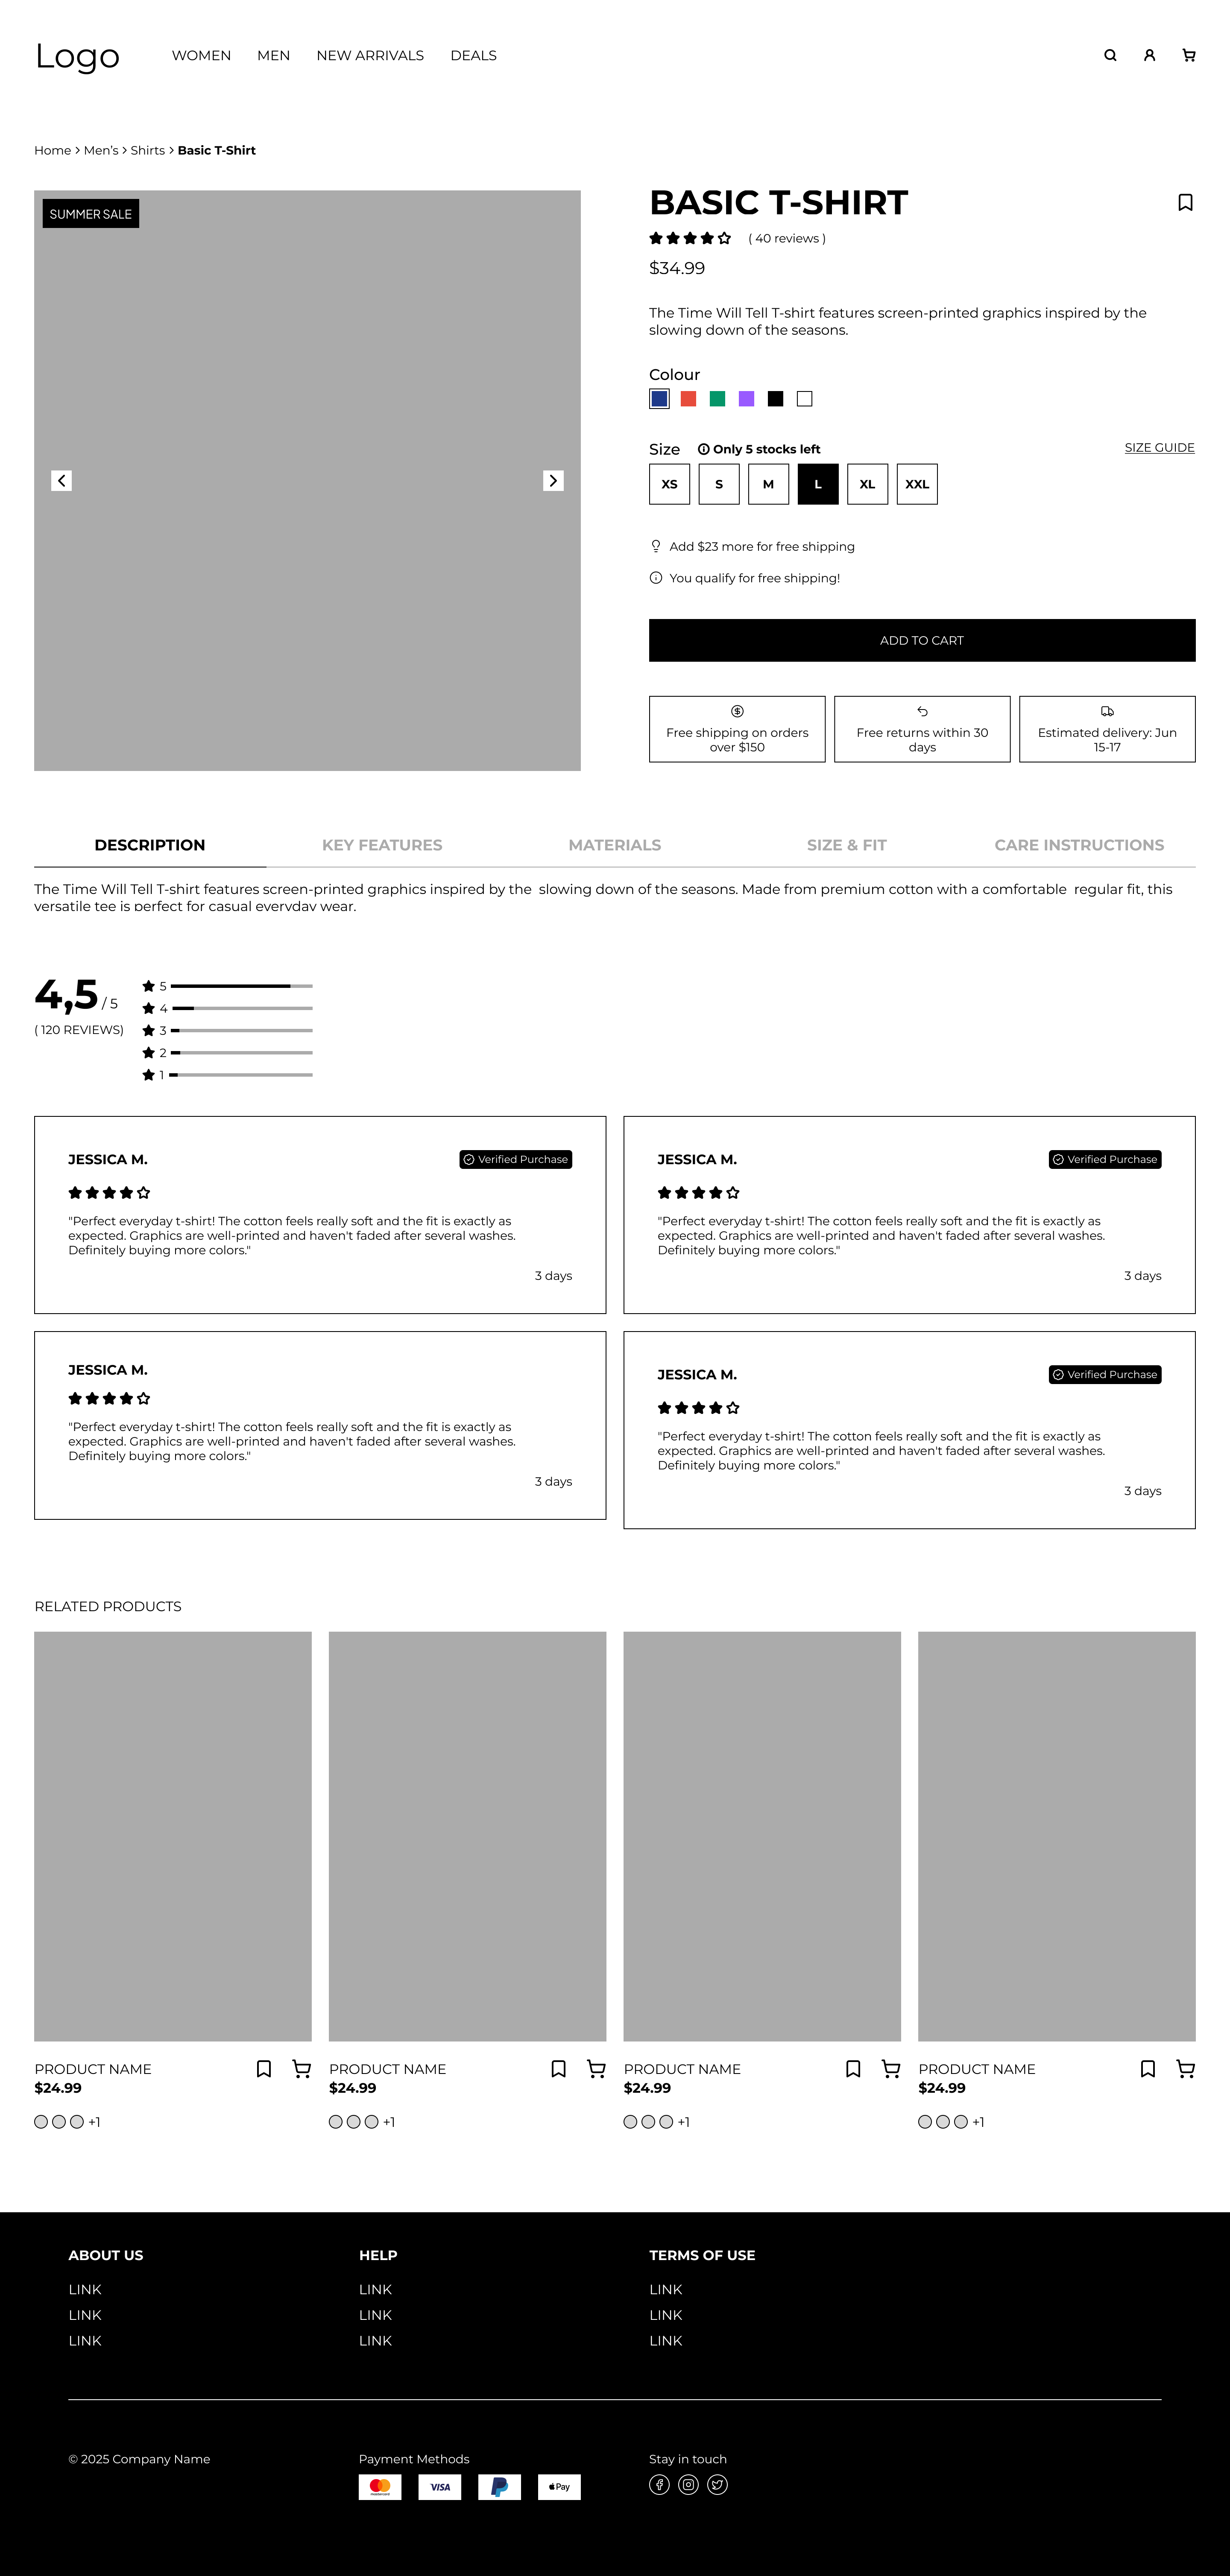 Logo
WOMEN MEN NEW ARRIVALS DEALS
Home > Men's > Shirts > Basic T-Shirt
SUMMER SALE
BASIC T-SHIRT
( 40 reviews )
$34.99
The Time Will Tell T-shirt features screen-printed graphics inspired by the
slowing down of the seasons.
Colour
Size Only 5 stocks left SIZE GUIDE
XS S M L XL XXL
Add $23 more for free shipping
You qualify for free shipping!
ADD TO CART
Free shipping on orders
over $150
Free returns within 30
days
Estimated delivery: Jun
15-17
DESCRIPTION KEY FEATURES MATERIALS SIZE & FIT CARE INSTRUCTIONS
The Time Will Tell T-shirt features screen-printed graphics inspired by the  slowing down of the seasons. Made from premium cotton with a comfortable  regular fit, this
versatile tee is perfect for casual everyday wear.
4,5 / 5
( 120 REVIEWS)
5
4
3
2
1
JESSICA M. Verified Purchase
"Perfect everyday t-shirt! The cotton feels really soft and the fit is exactly as
expected. Graphics are well-printed and haven't faded after several washes.
Definitely buying more colors."
3 days
JESSICA M. Verified Purchase
"Perfect everyday t-shirt! The cotton feels really soft and the fit is exactly as
expected. Graphics are well-printed and haven't faded after several washes.
Definitely buying more colors."
3 days
JESSICA M.
"Perfect everyday t-shirt! The cotton feels really soft and the fit is exactly as
expected. Graphics are well-printed and haven't faded after several washes.
Definitely buying more colors."
3 days
JESSICA M. Verified Purchase
"Perfect everyday t-shirt! The cotton feels really soft and the fit is exactly as
expected. Graphics are well-printed and haven't faded after several washes.
Definitely buying more colors."
3 days
RELATED PRODUCTS
PRODUCT NAME
$24.99
+1
PRODUCT NAME
$24.99
+1
PRODUCT NAME
$24.99
+1
PRODUCT NAME
$24.99
+1
ABOUT US
LINK
LINK
LINK
HELP
LINK
LINK
LINK
TERMS OF USE
LINK
LINK
LINK
© 2025 Company Name
Payment Methods
mastercard VISA Pay
Stay in touch